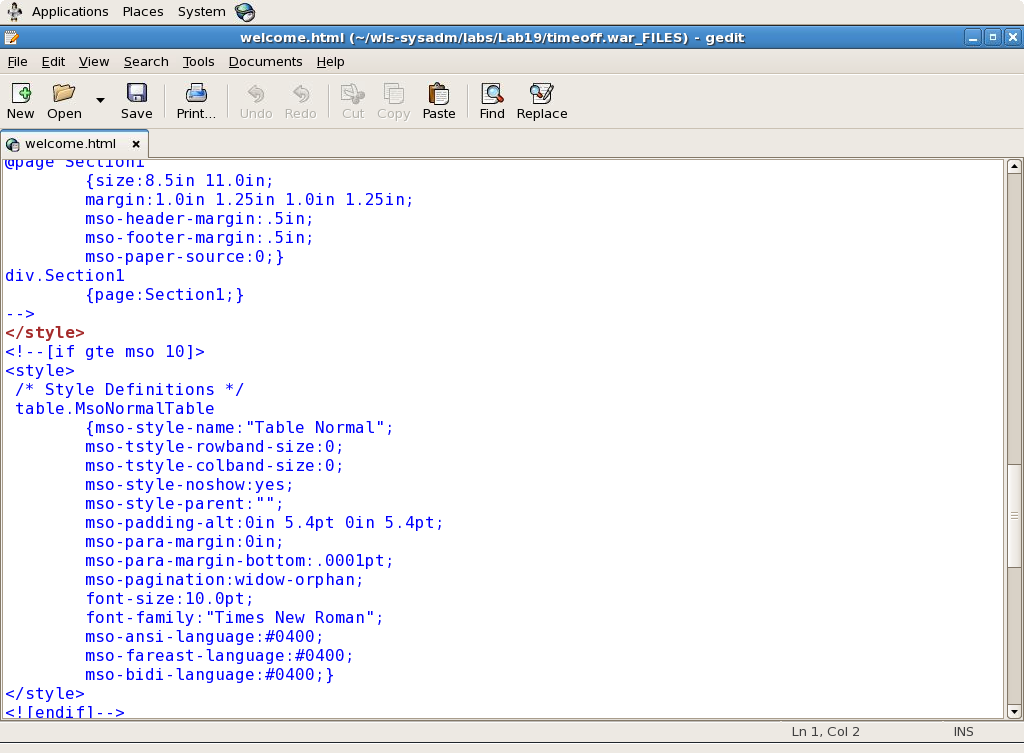 Applications Places System
welcome.html (~/wls-sysadm/labs/Lab19/timeoff.war_FILES) - gedit
File Edit View Search Tools Documents Help
New Open Save Print... Undo Redo Cut Copy Paste Find Replace
welcome.html
@page Section1
{size:8.5in 11.0in;
margin:1.0in 1.25in 1.0in 1.25in;
mso-header-margin:.5in;
mso-footer-margin:.5in;
mso-paper-source:0;}
div.Section1
{page:Section1;}
-->
</style>
<!--[if gte mso 10]>
<style>
/* Style Definitions */
table.MsoNormalTable
{mso-style-name:"Table Normal";
mso-tstyle-rowband-size:0;
mso-tstyle-colband-size:0;
mso-style-noshow:yes;
mso-style-parent:"";
mso-padding-alt:0in 5.4pt 0in 5.4pt;
mso-para-margin:0in;
mso-para-margin-bottom:.0001pt;
mso-pagination:widow-orphan;
font-size:10.0pt;
font-family:"Times New Roman";
mso-ansi-language:#0400;
mso-fareast-language:#0400;
mso-bidi-language:#0400;}
</style>
<![endif]-->
Ln 1, Col 2 INS